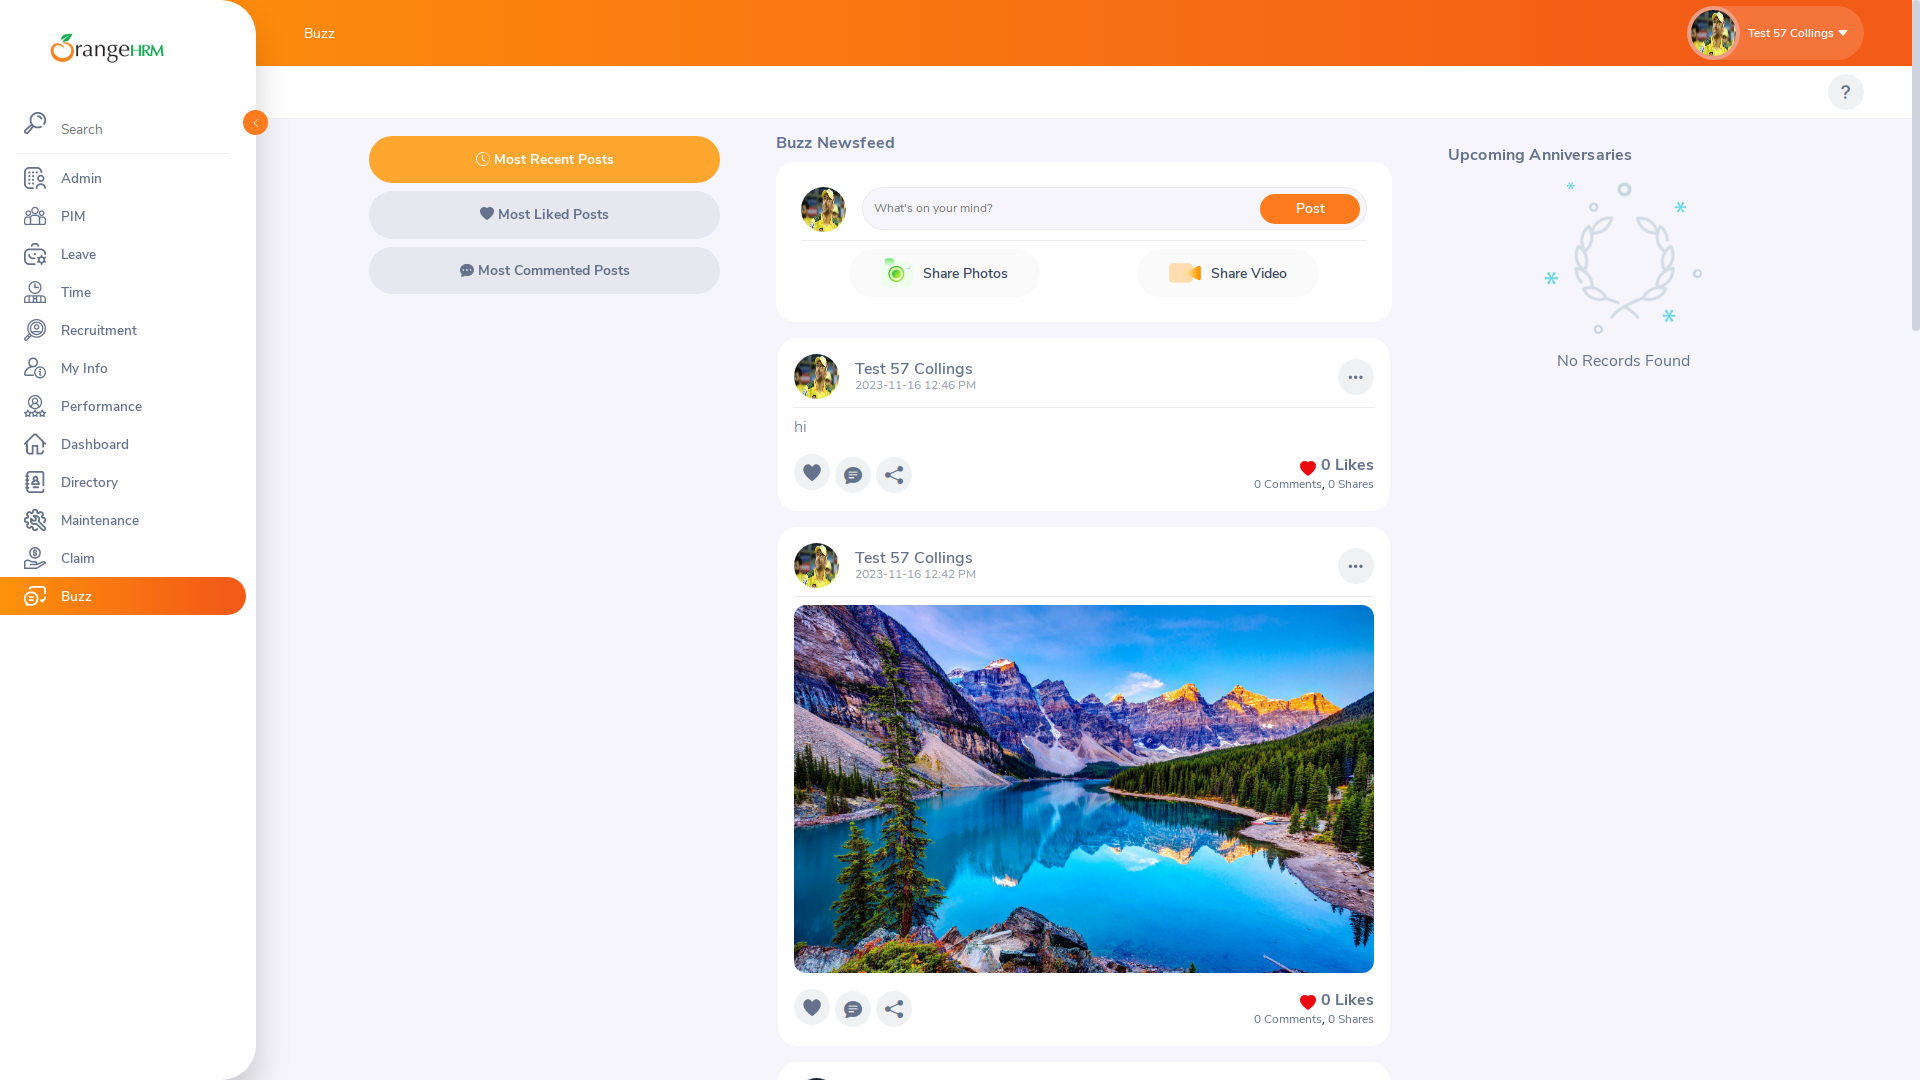 OrangeHRM
Search
Admin
PIM
Leave
Time
Recruitment
My Info
Performance
Dashboard
Directory
Maintenance
Claim
Buzz
Buzz
Test 57 Collings
?
Most Recent Posts
Most Liked Posts
Most Commented Posts
Buzz Newsfeed
What's on your mind?
Post
Share Photos
Share Video
Test 57 Collings
2023-11-16 12:46 PM
hi
0 Likes
0 Comments, 0 Shares
Test 57 Collings
2023-11-16 12:42 PM
0 Likes
0 Comments, 0 Shares
Upcoming Anniversaries
No Records Found